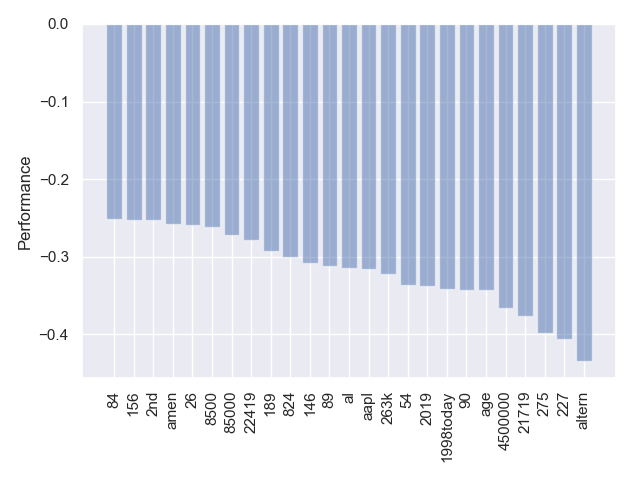 0.0
−0.1
−0.2
−0.3
−0.4
Performance
84
156
2nd
amen
26
8500
85000
22419
189
824
146
89
al
aapl
263k
54
2019
1998today
90
age
4500000
21719
275
227
altern